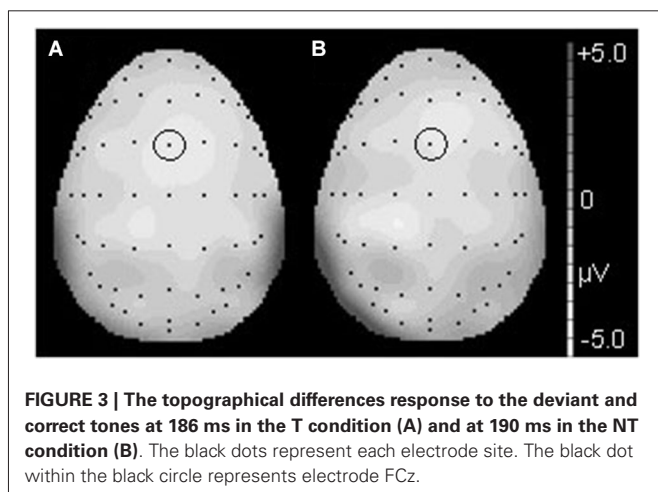 A
B
+5.0
0
μV
-5.0
FIGURE 3 | The topographical differences response to the deviant and
correct tones at 186 ms in the T condition (A) and at 190 ms in the NT
condition (B). The black dots represent each electrode site. The black dot
within the black circle represents electrode FCz.